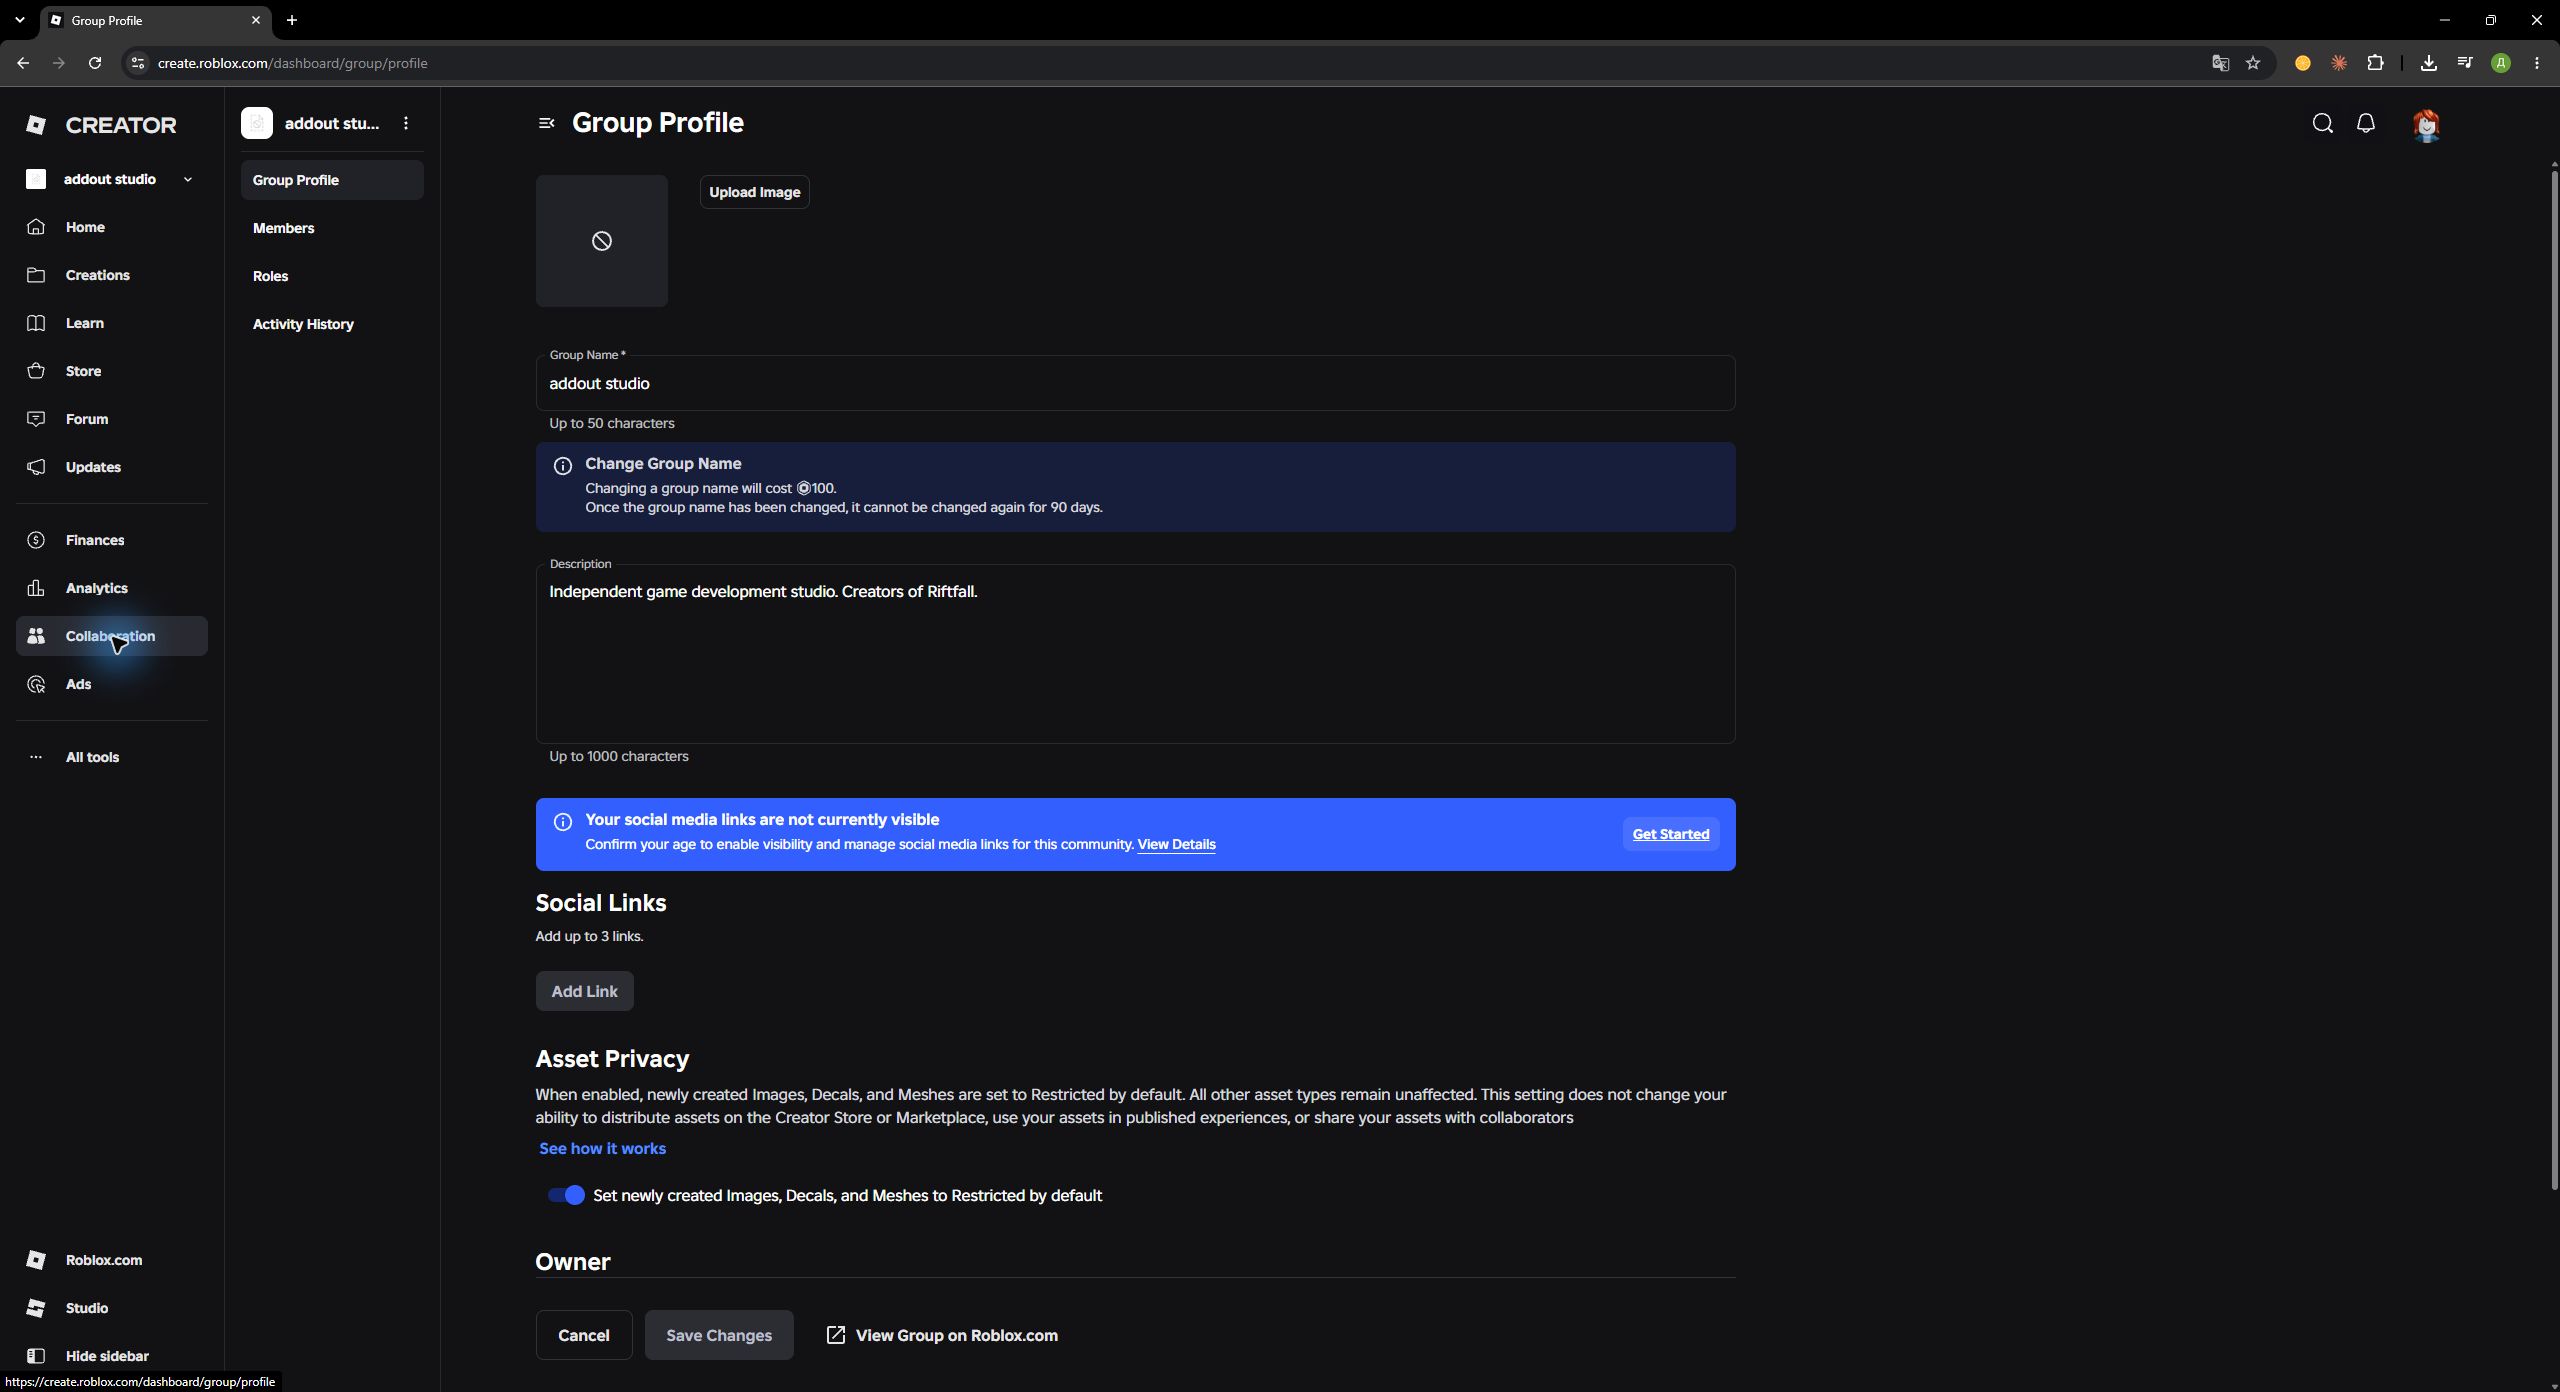 Group Profile
create.roblox.com/dashboard/group/profile
Д
CREATOR
addout studio
Home
Creations
Learn
Store
Forum
Updates
Finances
Analytics
Collaboration
Ads
All tools
Roblox.com
Studio
Hide sidebar
https://create.roblox.com/dashboard/group/profile
addout stu...
Group Profile
Members
Roles
Activity History
Group Profile
Upload Image
Group Name *
addout studio
Up to 50 characters
Change Group Name
Changing a group name will cost 100.
Once the group name has been changed, it cannot be changed again for 90 days.
Description
Independent game development studio. Creators of Riftfall.
Up to 1000 characters
Your social media links are not currently visible
Confirm your age to enable visibility and manage social media links for this community. View Details
Get Started
Social Links
Add up to 3 links.
Add Link
Asset Privacy
When enabled, newly created Images, Decals, and Meshes are set to Restricted by default. All other asset types remain unaffected. This setting does not change your
ability to distribute assets on the Creator Store or Marketplace, use your assets in published experiences, or share your assets with collaborators
See how it works
Set newly created Images, Decals, and Meshes to Restricted by default
Owner
Cancel
Save Changes
View Group on Roblox.com